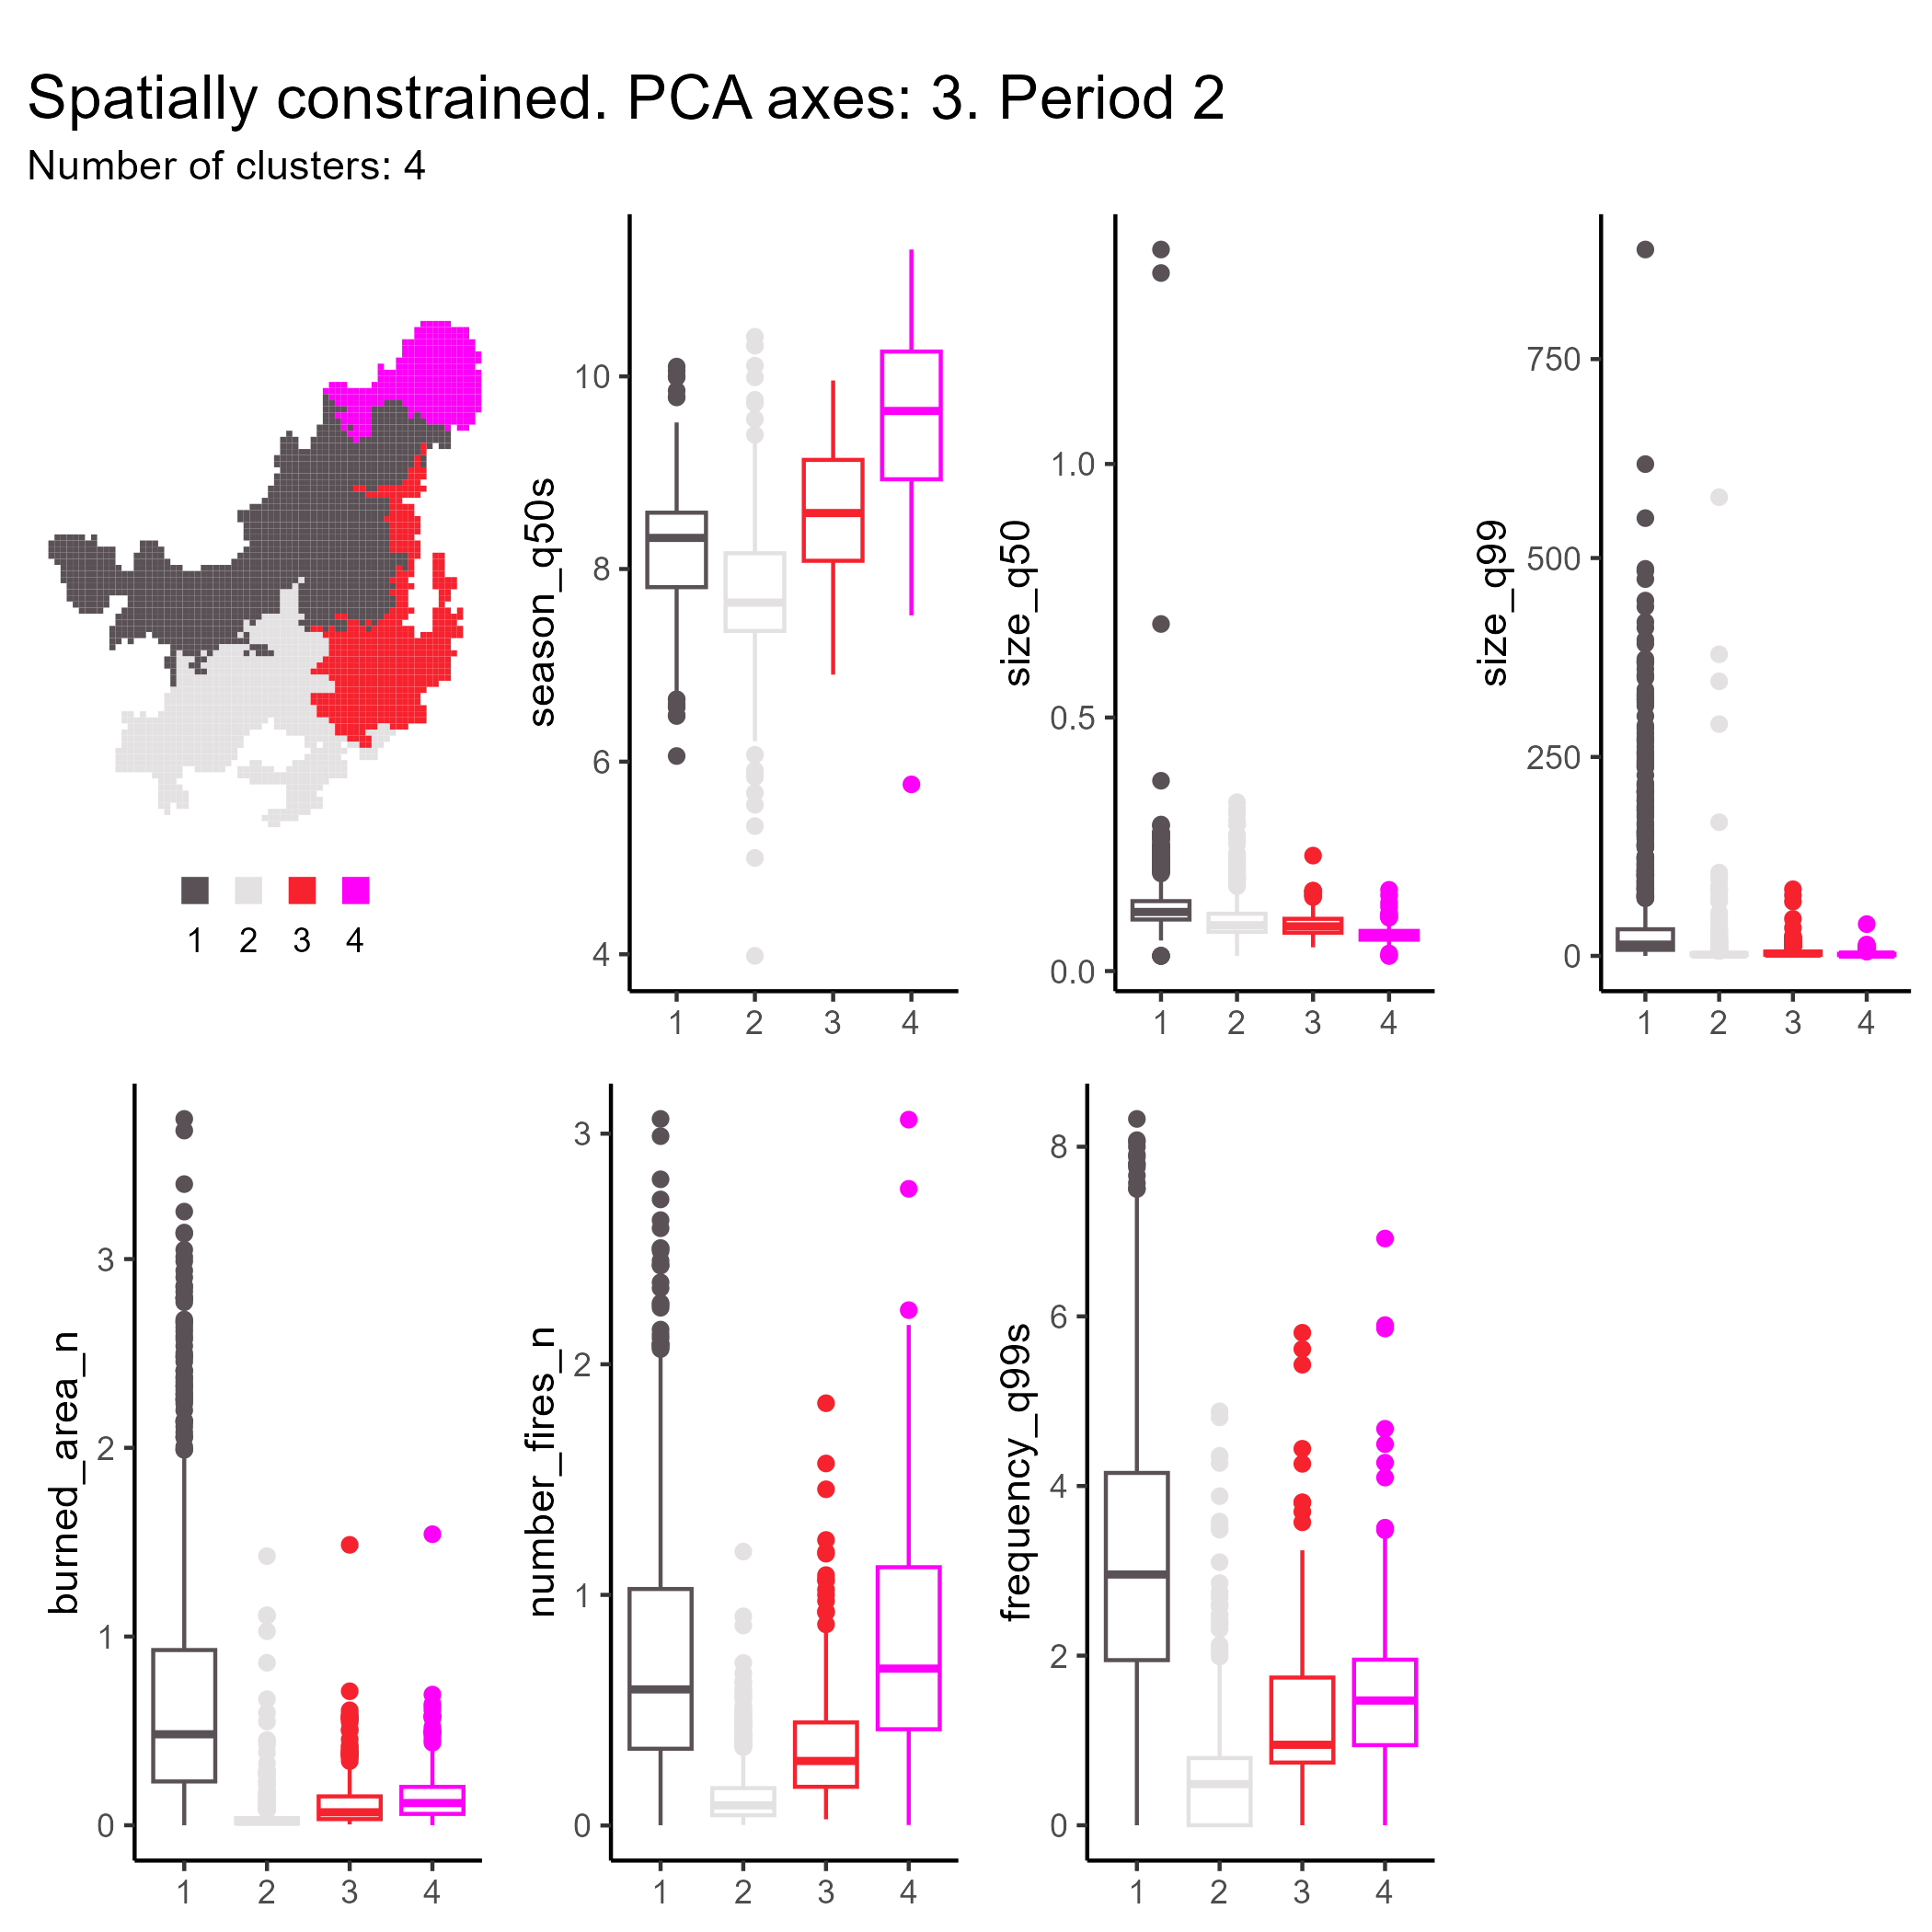 Spatially constrained. PCA axes: 3. Period 2
Number of clusters: 4
1 2 3 4
season_q50s
10
8
6
4
1 2 3 4
size_q50
1.0
0.5
0.0
1 2 3 4
size_q99
750
500
250
0
1 2 3 4
burned_area_n
3
2
1
0
1 2 3 4
number_fires_n
3
2
1
0
1 2 3 4
frequency_q99s
8
6
4
2
0
1 2 3 4